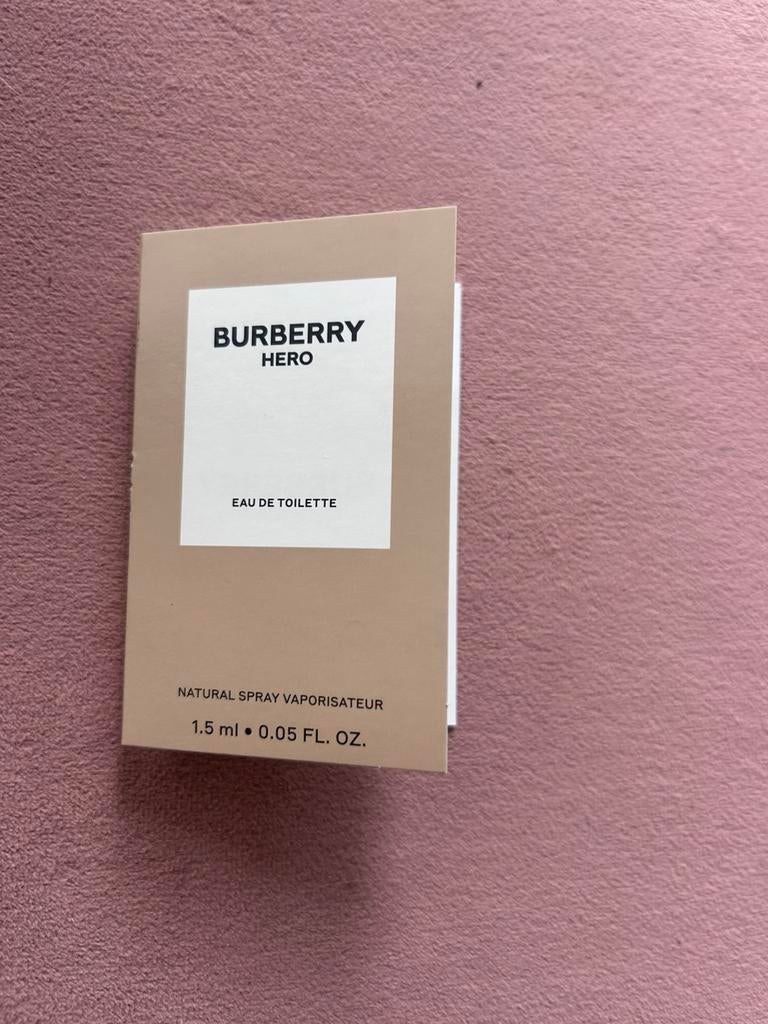 BURBERRY
HERO
EAU DE TOILETTE
NATURAL SPRAY VAPORISATEUR
1.5 ml • 0.05 FL. OZ.